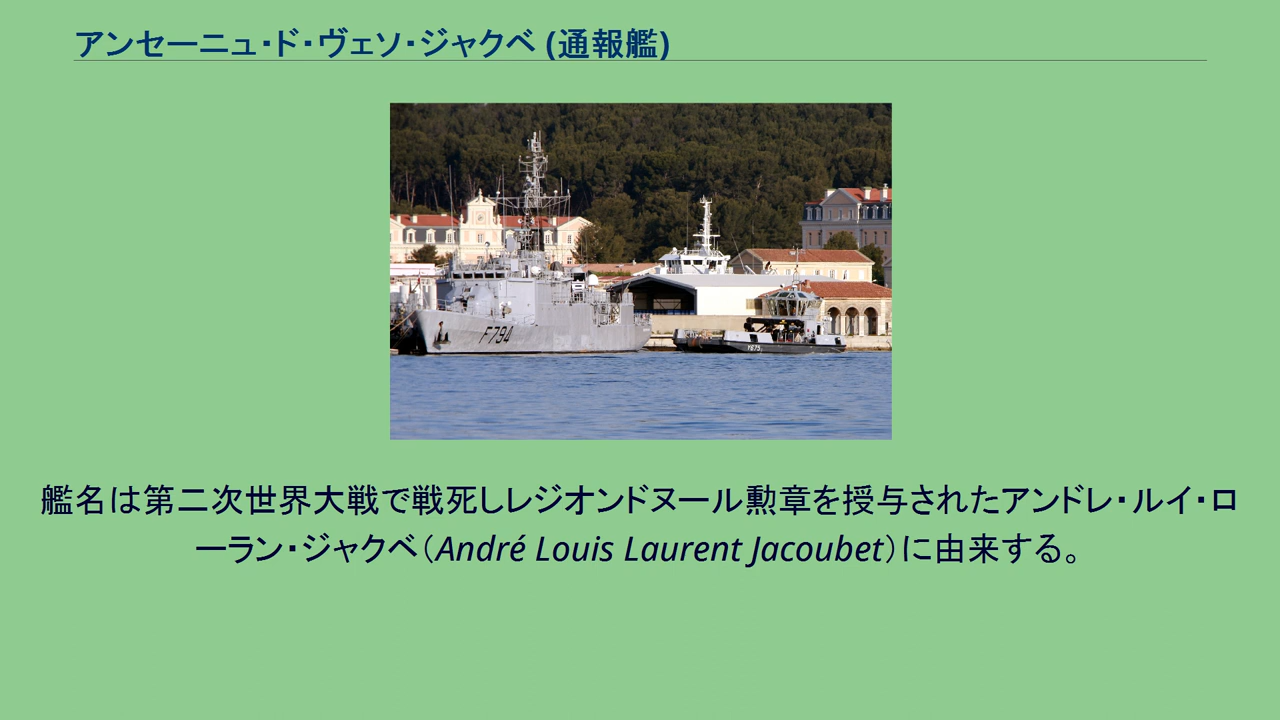 アンセーニュ・ド・ヴェソ・ジャクベ (通報艦)
F794
Y675
艦名は第二次世界大戦で戦死しレジオンドヌール勲章を授与されたアンドレ・ルイ・ロ
ーラン・ジャクベ（André Louis Laurent Jacoubet）に由来する。